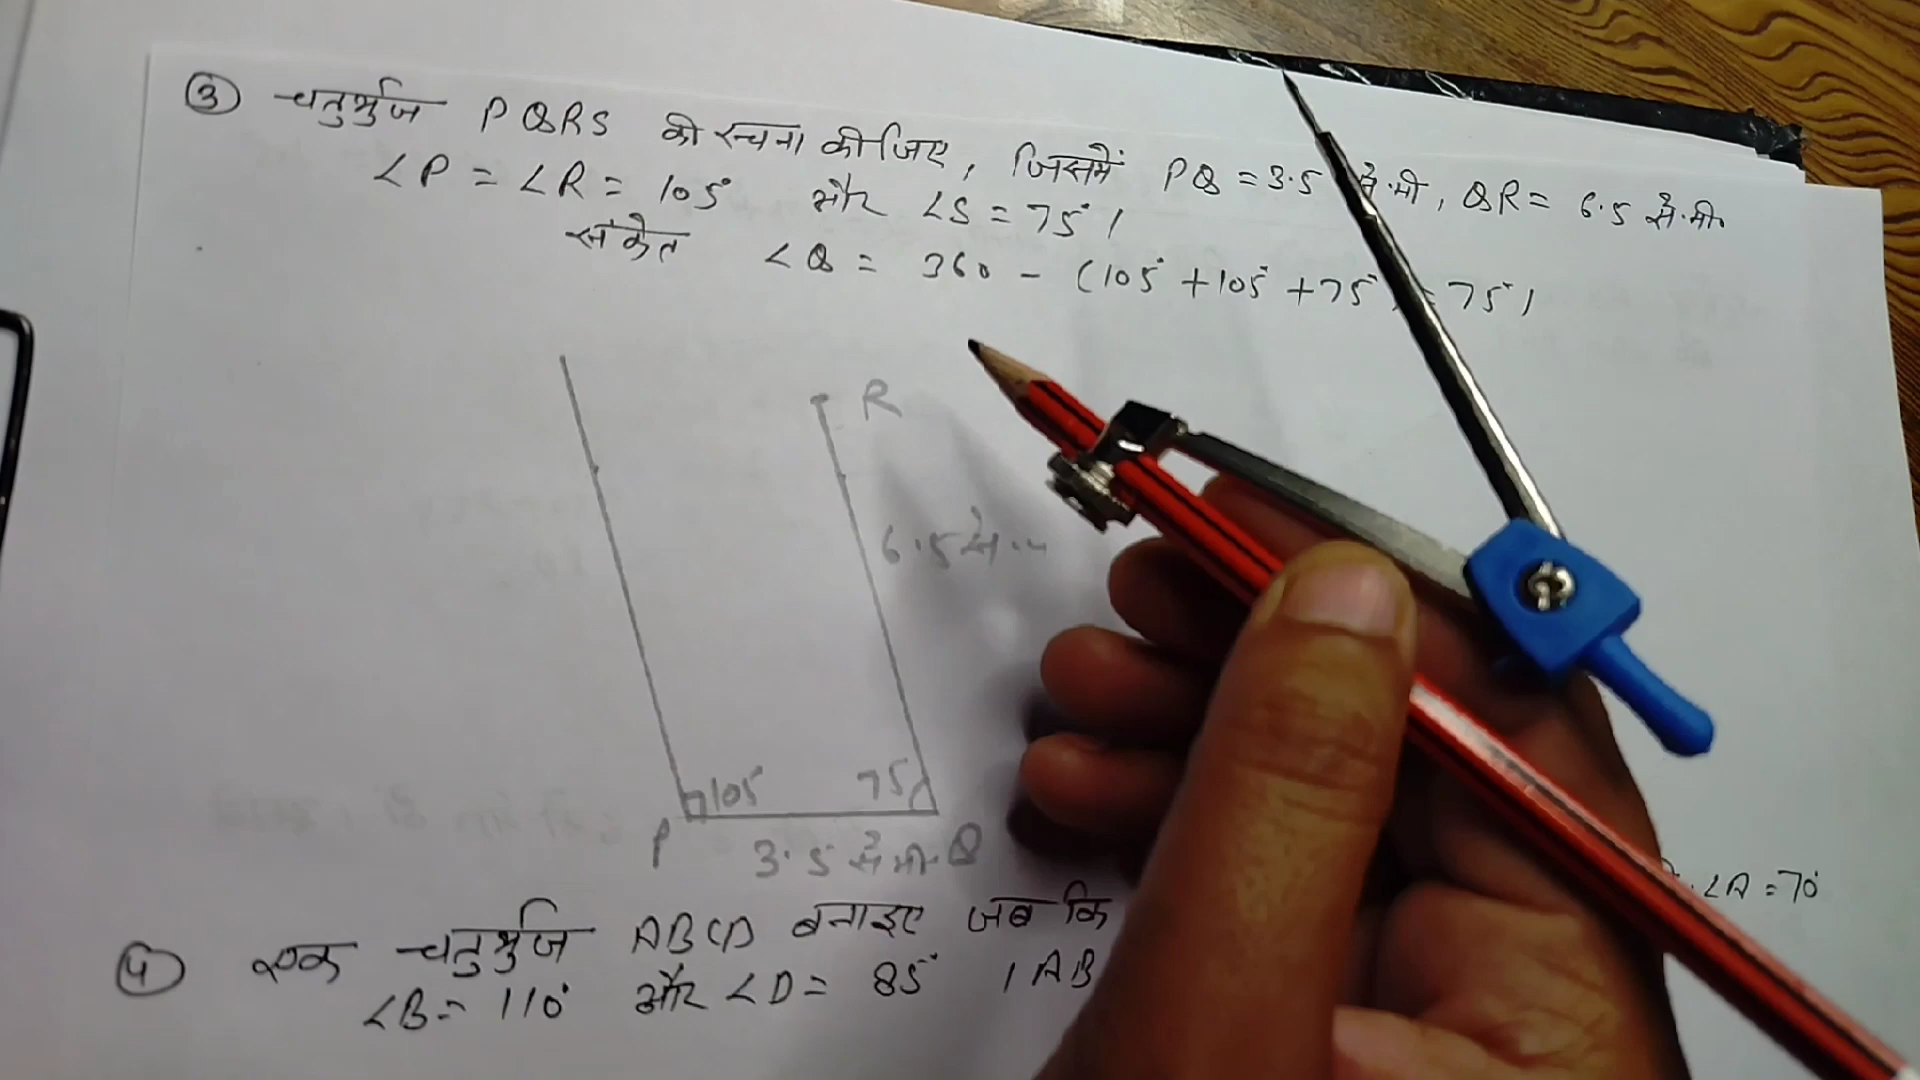 ③ चतुर्भुज PQRS की रचना कीजिए, जिसमें PQ = 3.5 से.मी, QR = 6.5 से.मी.
∠P = ∠R = 105° और ∠S = 75° ।
संकेत ∠Q = 360 - (105° + 105° + 75° = 75° ।
R
6.5 से.
105 75
P 3.5 से मी. Q
④ एक चतुर्भुज ABCD बनाइए जब कि ∠A = 70°
∠B = 110° और ∠D = 85° । AB